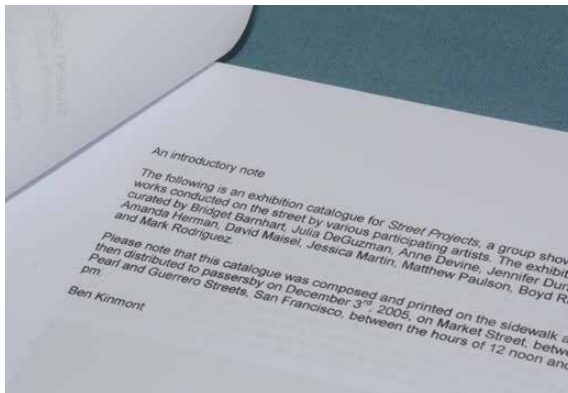 An introductory note
The following is an exhibition catalogue for Street Projects, a group show
works conducted on the street by various participating artists. The exhibit
curated by Bridget Barnhart, Julia DeGuzman, Anne Devine, Jennifer Dur
Amanda Herman, David Maisel, Jessica Martin, Matthew Paulson, Boyd R
and Mark Rodriguez.
Please note that this catalogue was composed and printed on the sidewalk a
then distributed to passersby on December 3rd, 2005, on Market Street, betwe
Pearl and Guerrero Streets, San Francisco, between the hours of 12 noon and
pm.
Ben Kinmont